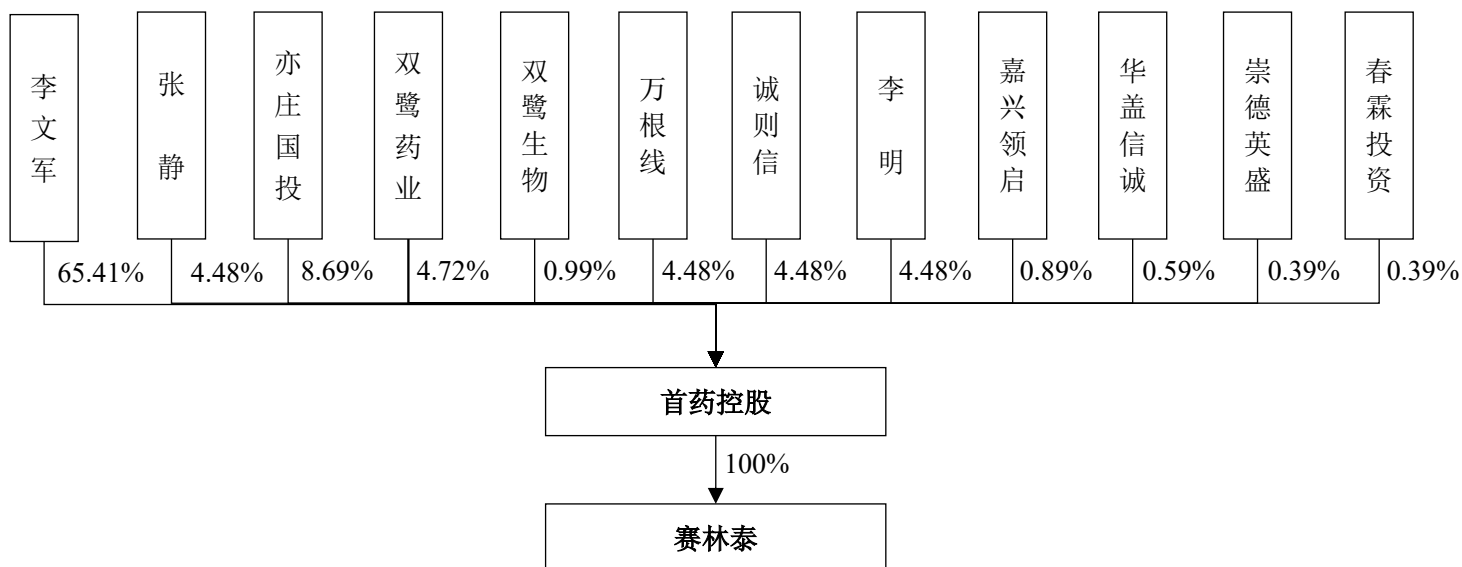 李文军
张静
亦庄国投
双鹭药业
双鹭生物
万根线
诚则信
李明
嘉兴领启
华盖信诚
崇德英盛
春霖投资
65.41%
4.48%
8.69%
4.72%
0.99%
4.48%
4.48%
4.48%
0.89%
0.59%
0.39%
0.39%
首药控股
100%
赛林泰